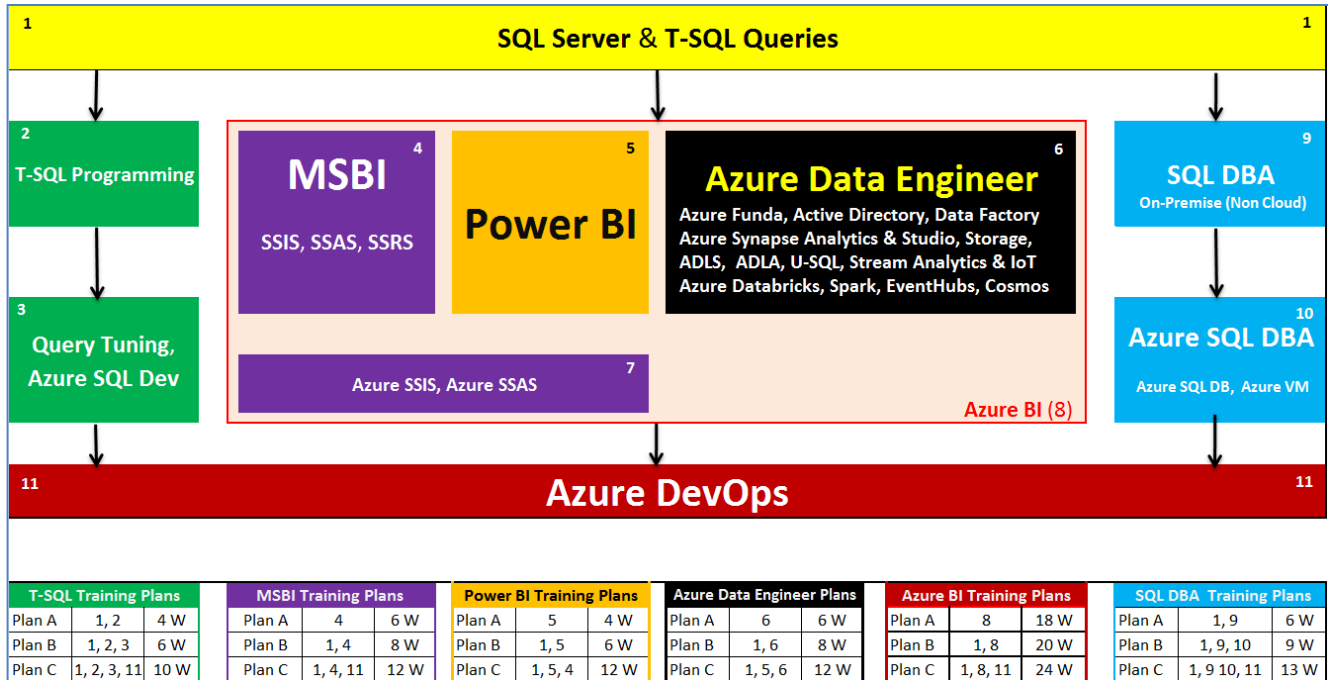 1
SQL Server & T-SQL Queries
1
2
T-SQL Programming
3
Query Tuning,
Azure SQL Dev
4
MSBI
SSIS, SSAS, SSRS
5
Power BI
6
Azure Data Engineer
Azure Funda, Active Directory, Data Factory
Azure Synapse Analytics & Studio, Storage,
ADLS, ADLA, U-SQL, Stream Analytics & IoT
Azure Databricks, Spark, EventHubs, Cosmos
7
Azure SSIS, Azure SSAS
Azure BI (8)
9
SQL DBA
On-Premise (Non Cloud)
10
Azure SQL DBA
Azure SQL DB, Azure VM
11
Azure DevOps
11
T-SQL Training Plans
Plan A 1, 2 4 W
Plan B 1, 2, 3 6 W
Plan C 1, 2, 3, 11 10 W
MSBI Training Plans
Plan A 4 6 W
Plan B 1, 4 8 W
Plan C 1, 4, 11 12 W
Power BI Training Plans
Plan A 5 4 W
Plan B 1, 5 6 W
Plan C 1, 5, 4 12 W
Azure Data Engineer Plans
Plan A 6 6 W
Plan B 1, 6 8 W
Plan C 1, 5, 6 12 W
Azure BI Training Plans
Plan A 8 18 W
Plan B 1, 8 20 W
Plan C 1, 8, 11 24 W
SQL DBA Training Plans
Plan A 1, 9 6 W
Plan B 1, 9, 10 9 W
Plan C 1, 9 10, 11 13 W